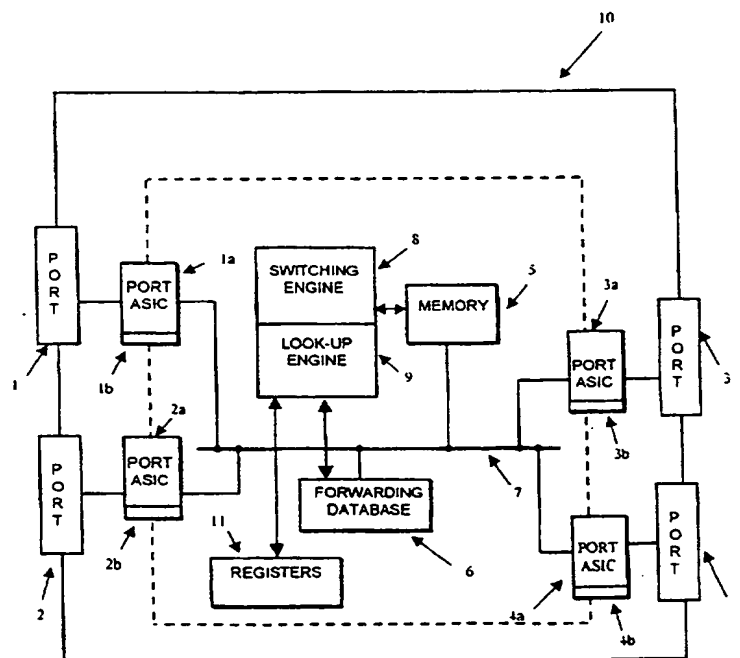 10
PORT
1
PORT ASIC
1a
1b
SWITCHING ENGINE
8
LOOK-UP ENGINE
9
MEMORY
5
3a
PORT ASIC
3b
PORT
3
2a
PORT ASIC
2b
PORT
2
7
FORWARDING DATABASE
6
11
REGISTERS
PORT ASIC
4a
4b
PORT